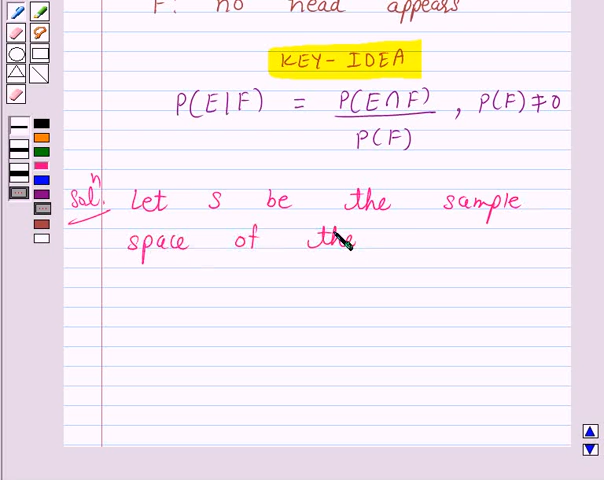 F: no head appears
KEY-IDEA
P(E|F) = P(E∩F)/P(F), P(F)≠0
Solⁿ. Let S be the sample
space of the